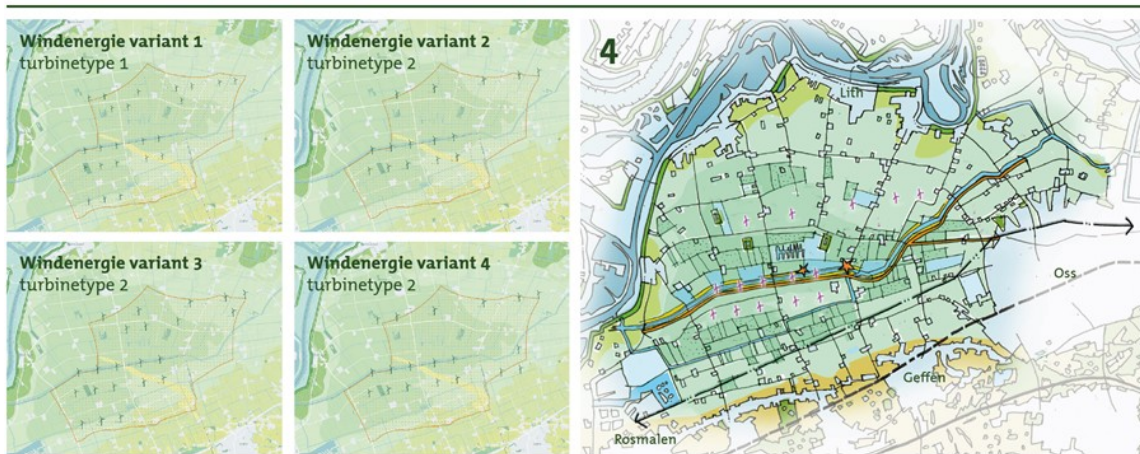 Windenergie variant 1
turbinetype 1
Windenergie variant 2
turbinetype 2
Windenergie variant 3
turbinetype 2
Windenergie variant 4
turbinetype 2
4
Lith
Oss
Geffen
Rosmalen